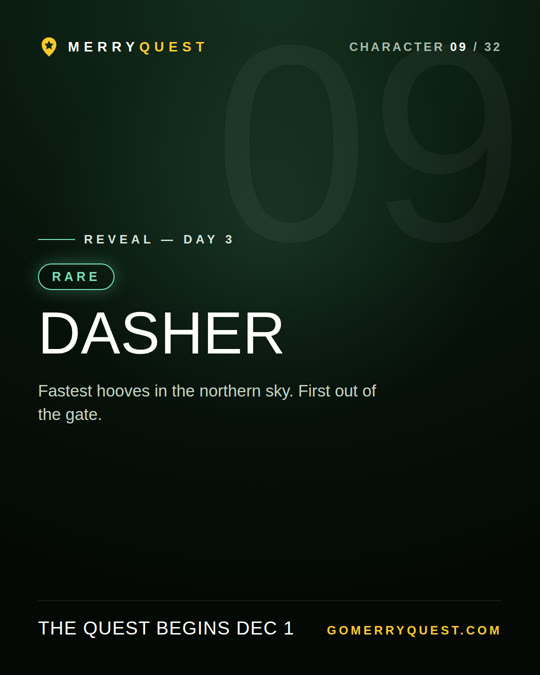 MERRYQUEST
CHARACTER 09 / 32
09
REVEAL — DAY 3
RARE
DASHER
Fastest hooves in the northern sky. First out of
the gate.
THE QUEST BEGINS DEC 1
GOMERRYQUEST.COM